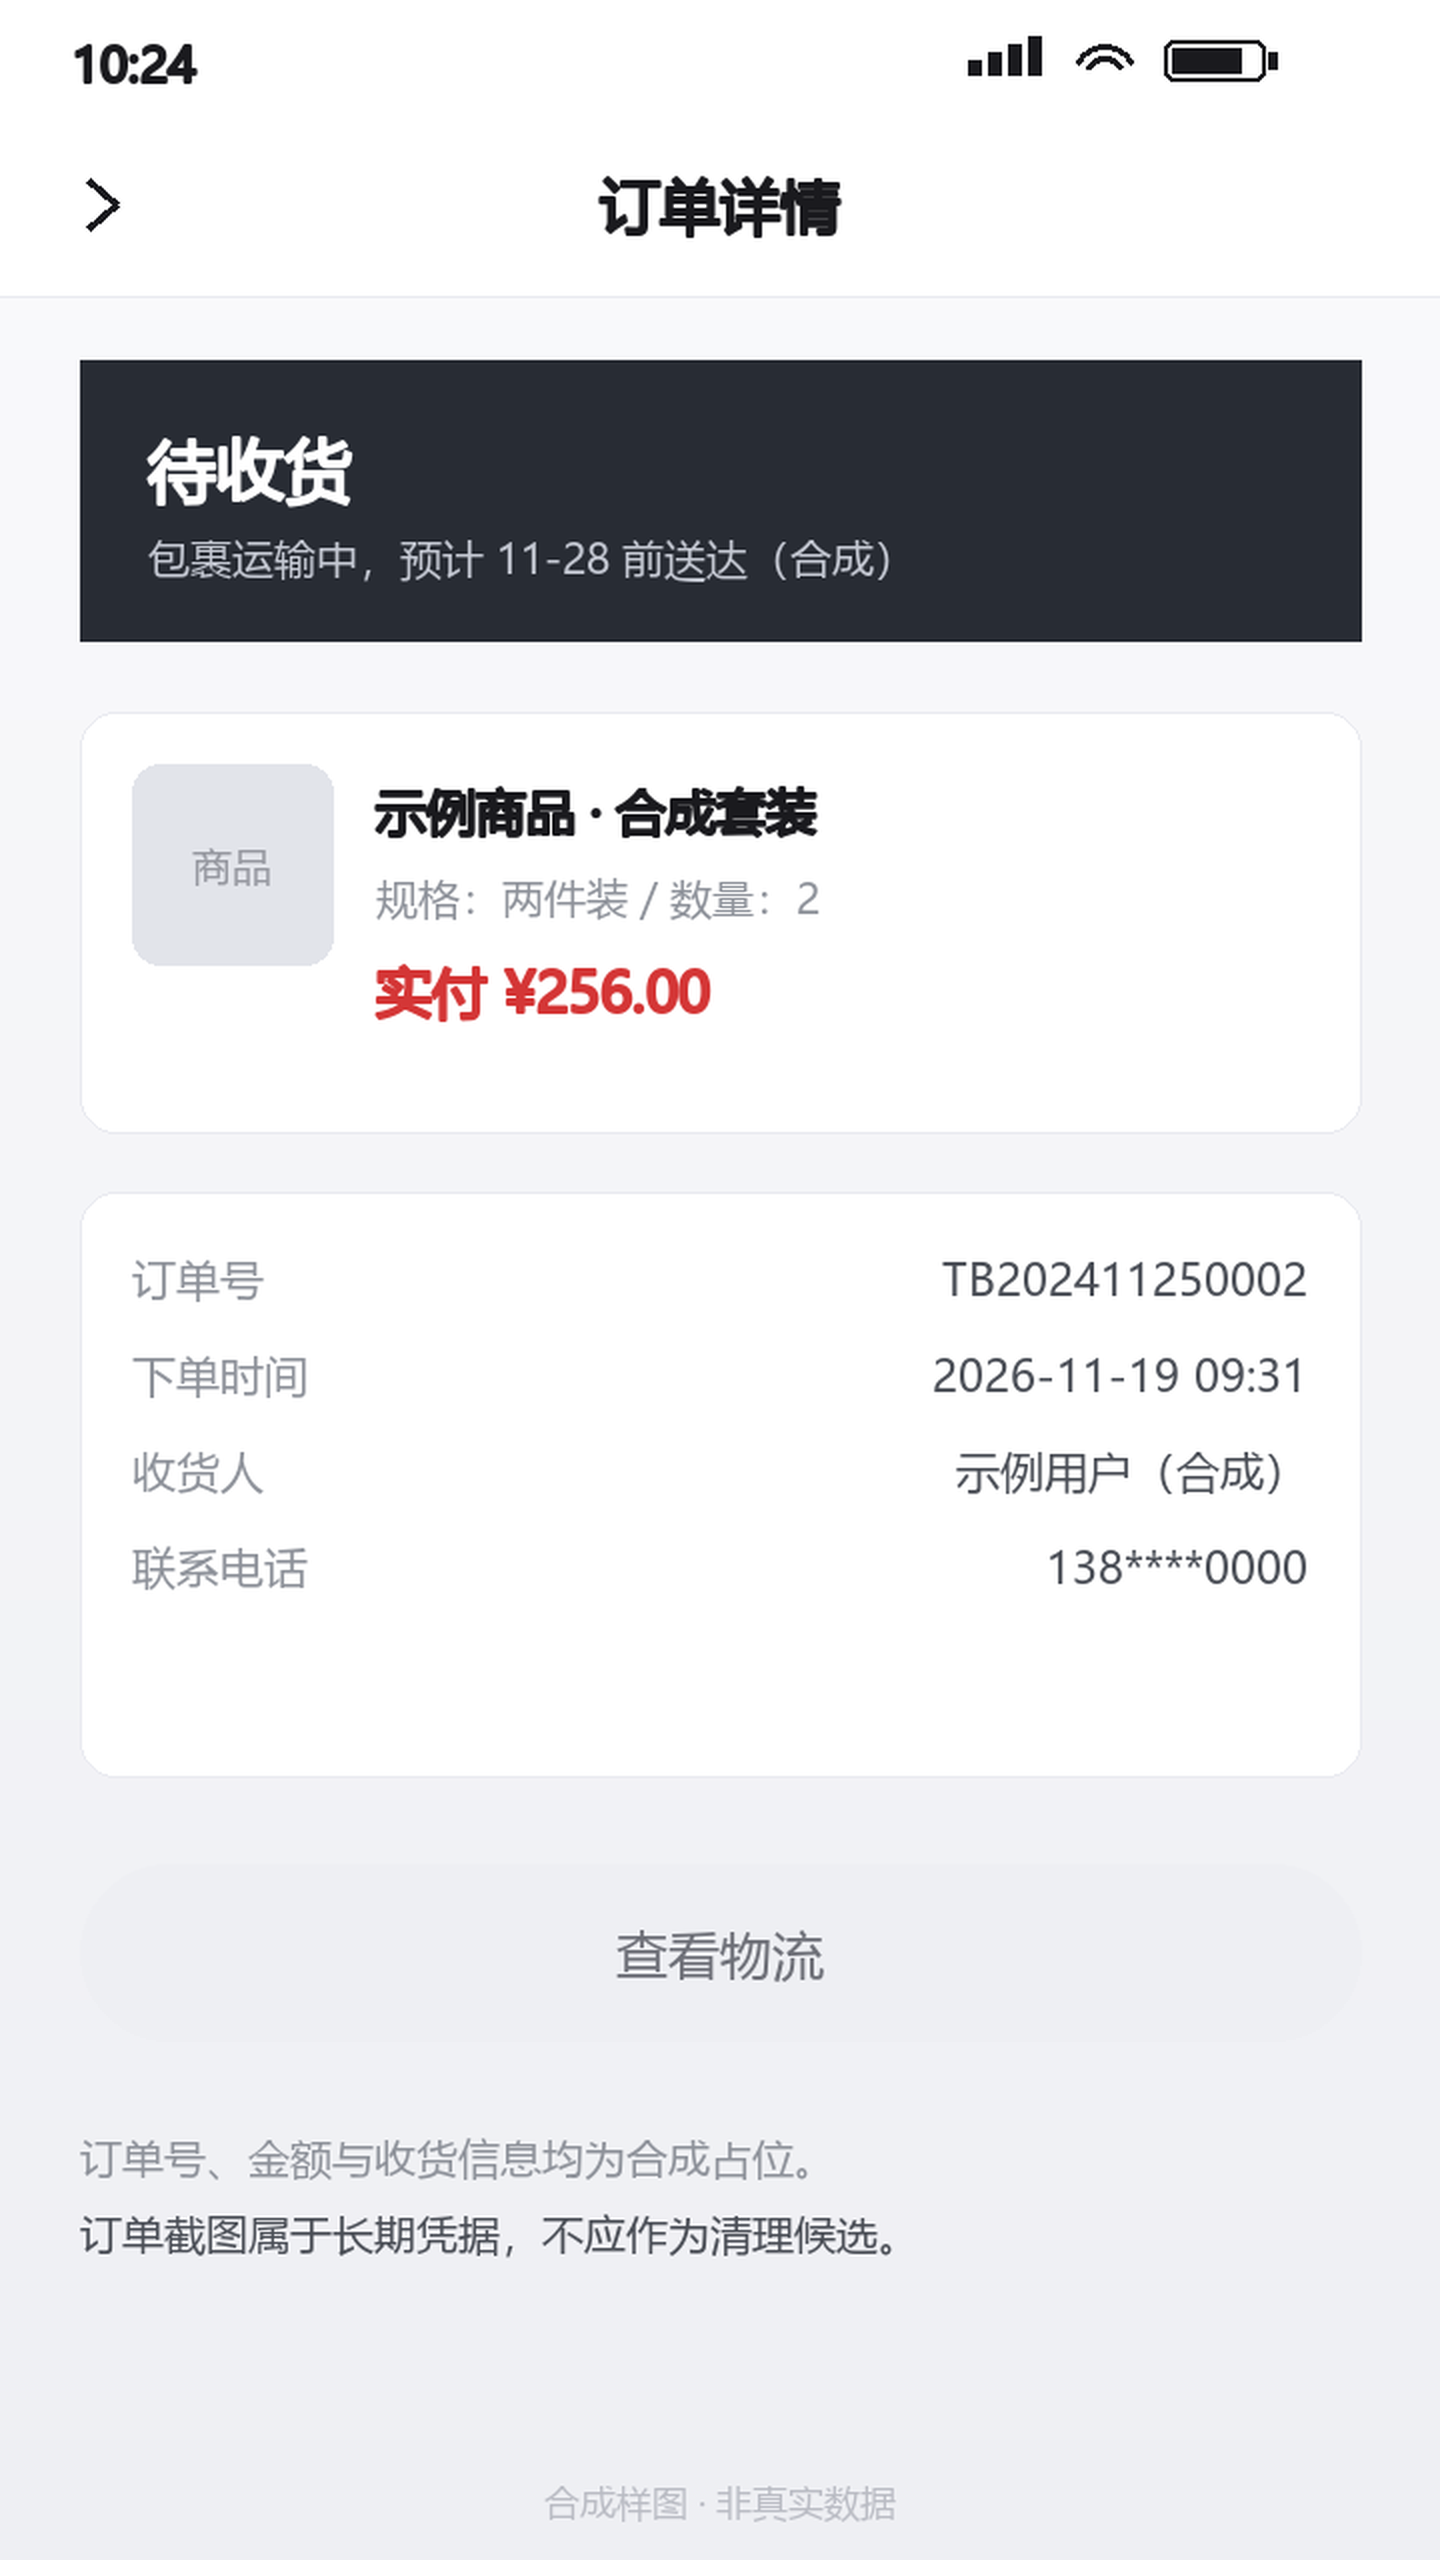 10:24
订单详情
待收货
包裹运输中，预计 11-28 前送达（合成）
商品
示例商品 · 合成套装
规格：两件装 / 数量：2
实付 ¥256.00
订单号 TB202411250002
下单时间 2026-11-19 09:31
收货人 示例用户（合成）
联系电话 138****0000
查看物流
订单号、金额与收货信息均为合成占位。
订单截图属于长期凭据，不应作为清理候选。
合成样图 · 非真实数据